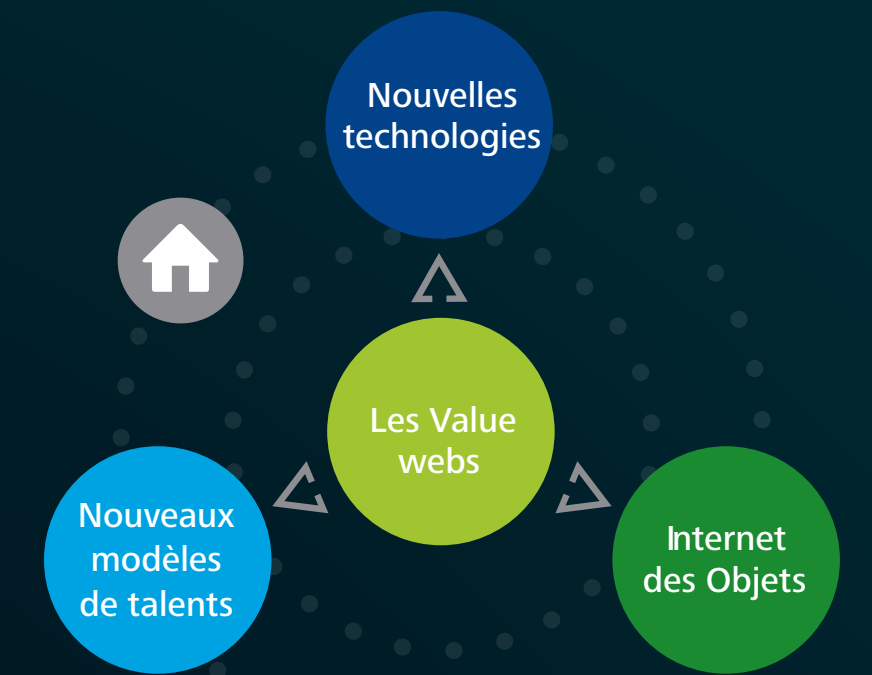 Nouvelles
technologies
Les Value
webs
Nouveaux
modèles
de talents
Internet
des Objets